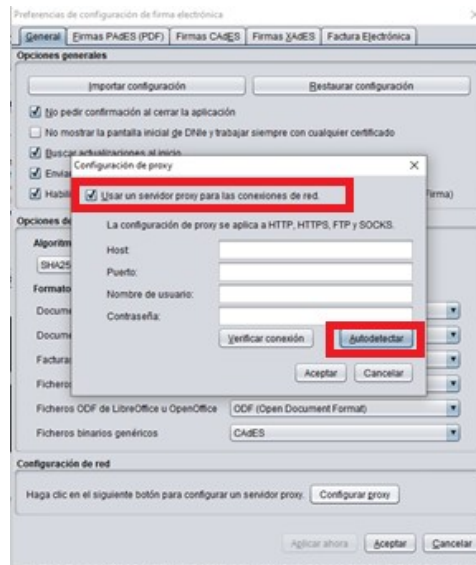 Preferencias de configuración de firma electrónica
General Firmas PAdES (PDF) Firmas CAdES Firmas XAdES Factura Electrónica
Opciones generales
Importar configuración Restaurar configuración
No pedir confirmación al cerrar la aplicación
No mostrar la pantalla inicial de DNIe y trabajar siempre con cualquier certificado
Buscar actualizaciones al inicio
Configuración de proxy
Enviar
Usar un servidor proxy para las conexiones de red.
Firma)
La configuración de proxy se aplica a HTTP, HTTPS, FTP y SOCKS.
Host:
Puerto:
Nombre de usuario:
Contraseña:
Verificar conexión Autodetectar
Aceptar Cancelar
Opciones de
Algoritm
SHA25
Formato
Docume
Docume
Facturas
Ficheros
Ficheros ODF de LibreOffice u OpenOffice ODF (Open Document Format)
Ficheros binarios genéricos CAdES
Configuración de red
Haga clic en el siguiente botón para configurar un servidor proxy. Configurar proxy
Aplicar ahora Aceptar Cancelar